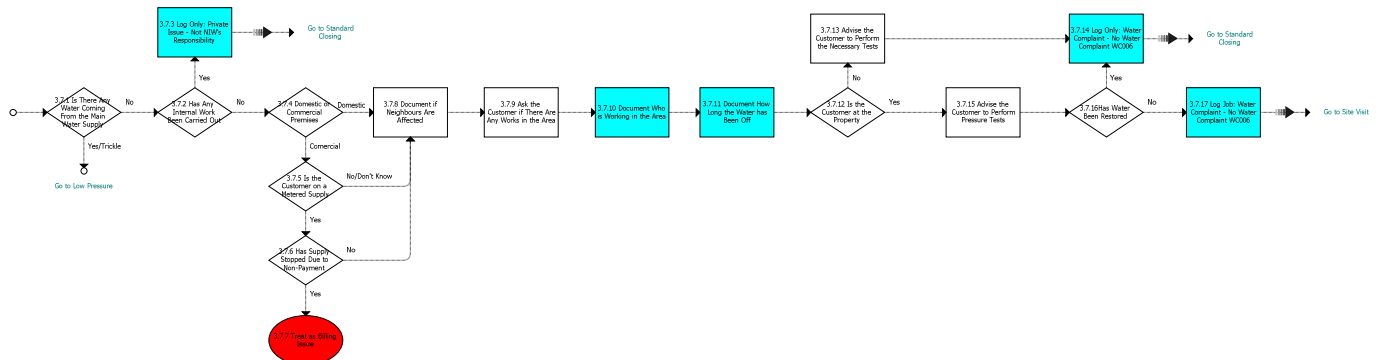 3.7.1 Is There Any
Water Coming
From the Main
Water Supply
No
Yes/Trickle
Go to Low Pressure
3.7.2 Has Any
Internal Work
Been Carried Out
Yes
No
3.7.3 Log Only: Private
Issue - Not NIW's
Responsibility
Go to Standard
Closing
3.7.4 Domestic or
Commercial
Premises
Domestic
Comercial
3.7.5 Is the
Customer on a
Metered Supply
No/Don't Know
Yes
3.7.6 Has Supply
Stopped Due to
Non-Payment
No
Yes
3.7.7 Treat as Billing
Issue
3.7.8 Document if
Neighbours Are
Affected
3.7.9 Ask the
Customer if There Are
Any Works in the Area
3.7.10 Document Who
is Working in the Area
3.7.11 Document How
Long the Water has
Been Off
3.7.12 Is the
Customer at the
Property
No
Yes
3.7.13 Advise the
Customer to Perform
the Necessary Tests
3.7.14 Log Only: Water
Complaint - No Water
Complaint WC006
Go to Standard
Closing
3.7.15 Advise the
Customer to Perform
Pressure Tests
3.7.16Has Water
Been Restored
Yes
No
3.7.17 Log Job: Water
Complaint - No Water
Complaint WC006
Go to Site Visit